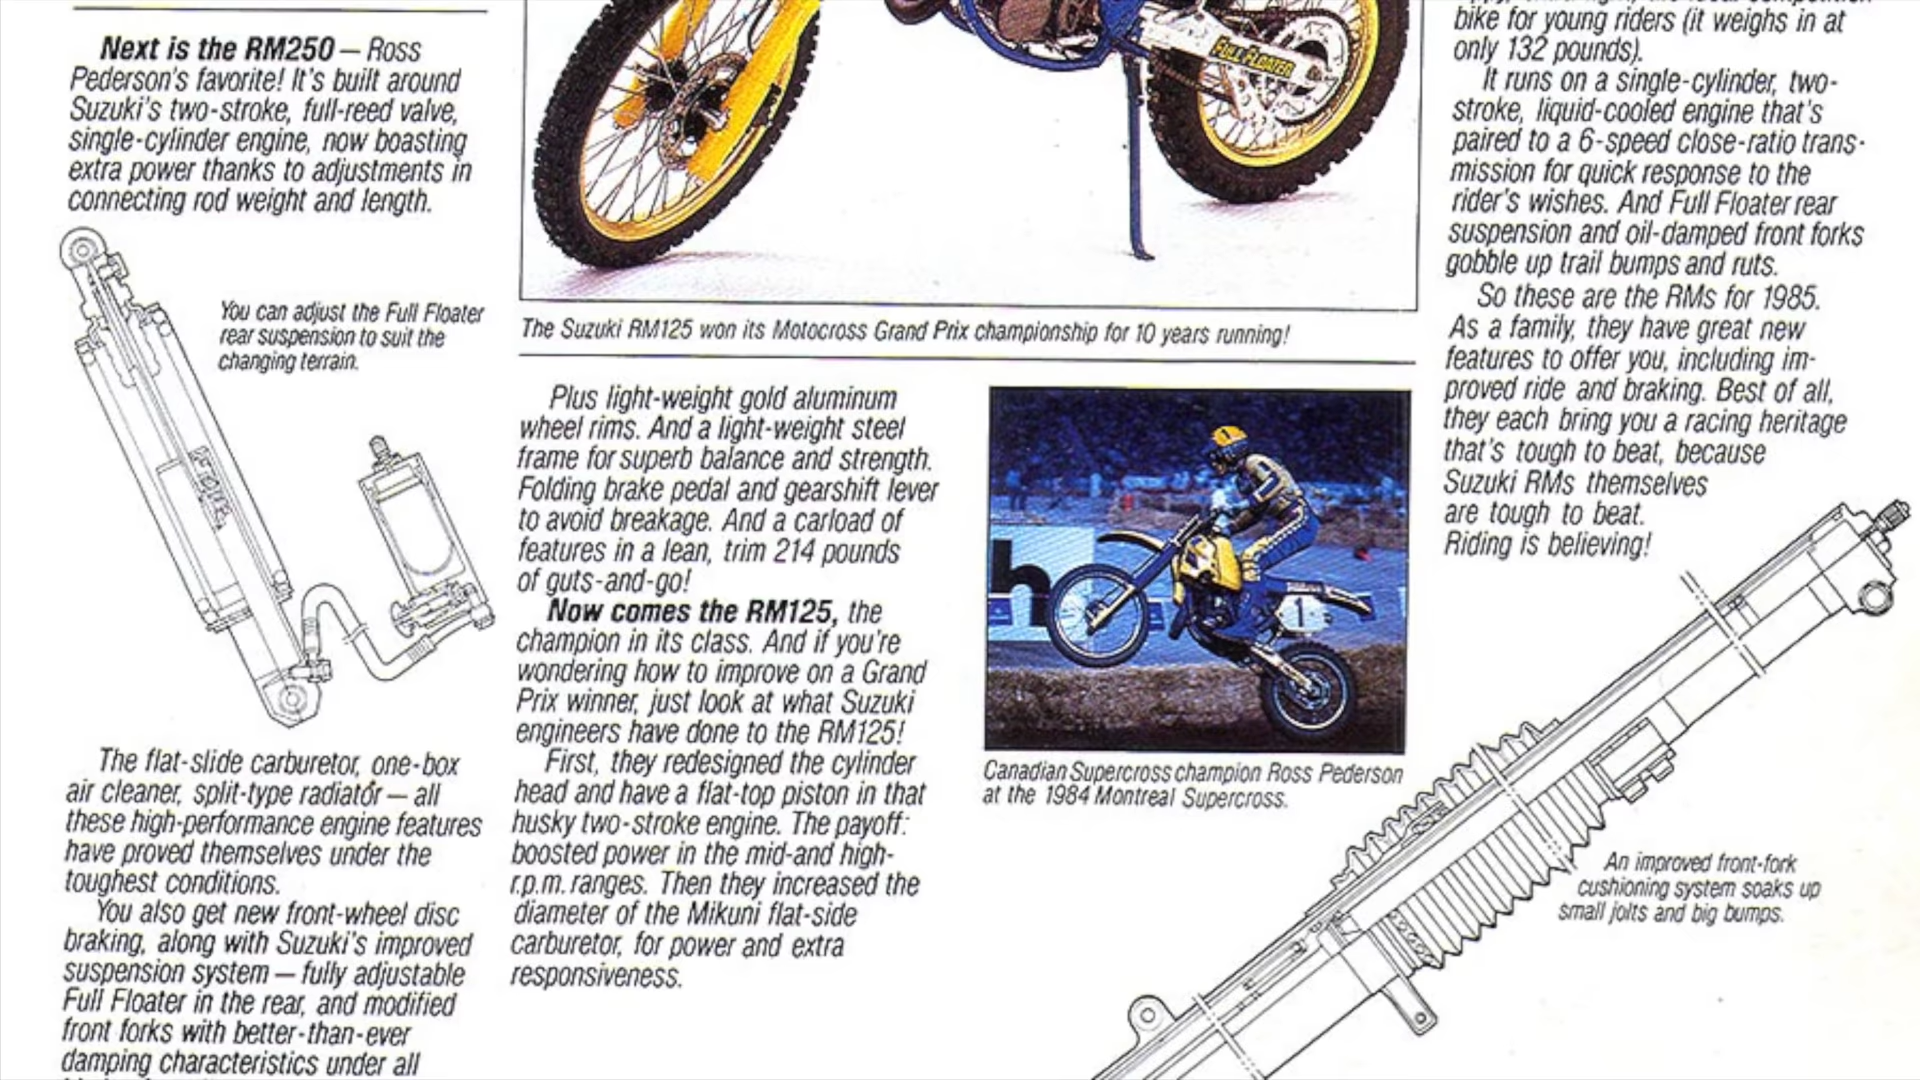 Next is the RM250 — Ross
Pederson's favorite! It's built around
Suzuki's two-stroke, full-reed valve,
single-cylinder engine, now boasting
extra power thanks to adjustments in
connecting rod weight and length.
You can adjust the Full Floater
rear suspension to suit the
changing terrain.
The flat-slide carburetor, one-box
air cleaner, split-type radiator — all
these high-performance engine features
have proved themselves under the
toughest conditions.
You also get new front-wheel disc
braking, along with Suzuki's improved
suspension system — fully adjustable
Full Floater in the rear, and modified
front forks with better-than-ever
damping characteristics under all
FULL FLOATER
The Suzuki RM125 won its Motocross Grand Prix championship for 10 years running!
Plus light-weight gold aluminum
wheel rims. And a light-weight steel
frame for superb balance and strength.
Folding brake pedal and gearshift lever
to avoid breakage. And a carload of
features in a lean, trim 214 pounds
of guts-and-go!
Now comes the RM125, the
champion in its class. And if you're
wondering how to improve on a Grand
Prix winner, just look at what Suzuki
engineers have done to the RM125!
First, they redesigned the cylinder
head and have a flat-top piston in that
husky two-stroke engine. The payoff:
boosted power in the mid-and high-
r.p.m. ranges. Then they increased the
diameter of the Mikuni flat-side
carburetor, for power and extra
responsiveness.
1
h
1
Canadian Supercross champion Ross Pederson
at the 1984 Montreal Supercross.
bike for young riders (it weighs in at
only 132 pounds).
It runs on a single-cylinder, two-
stroke, liquid-cooled engine that's
paired to a 6-speed close-ratio trans-
mission for quick response to the
rider's wishes. And Full Floater rear
suspension and oil-damped front forks
gobble up trail bumps and ruts.
So these are the RMs for 1985.
As a family, they have great new
features to offer you, including im-
proved ride and braking. Best of all,
they each bring you a racing heritage
that's tough to beat, because
Suzuki RMs themselves
are tough to beat.
Riding is believing!
An improved front-fork
cushioning system soaks up
small jolts and big bumps.